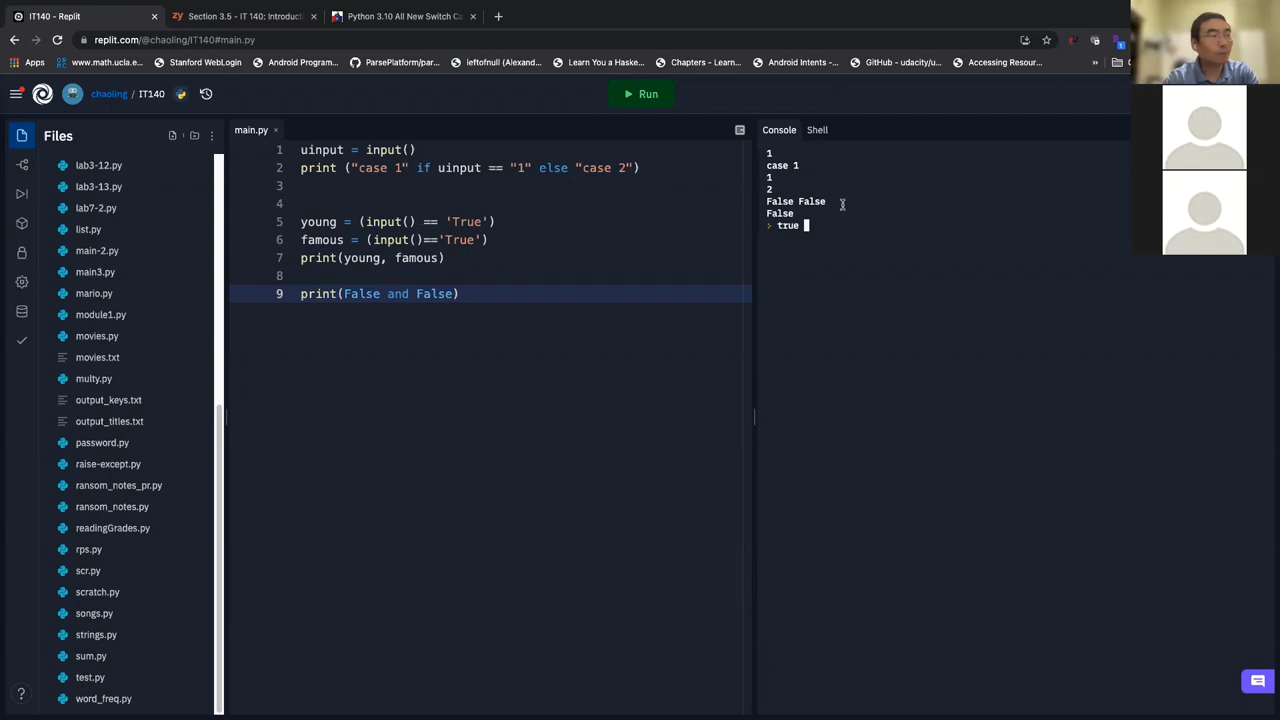 IT140 - Replit
Section 3.5 - IT 140: Introducti
Python 3.10 All New Switch Ca
replit.com/@chaoling/IT140#main.py
Apps
www.math.ucla.e...
Stanford WebLogin
Android Program...
ParsePlatform/par...
leftofnull (Alexand...
Learn You a Haske...
Chapters - Learn...
Android Intents -...
GitHub - udacity/u...
Accessing Resour...
chaoling / IT140
Run
Files
main.py
Console
Shell
lab3-12.py
lab3-13.py
lab7-2.py
list.py
main-2.py
main3.py
mario.py
module1.py
movies.py
movies.txt
multy.py
output_keys.txt
output_titles.txt
password.py
raise-except.py
ransom_notes_pr.py
ransom_notes.py
readingGrades.py
rps.py
scr.py
scratch.py
songs.py
strings.py
sum.py
test.py
word_freq.py
1 uinput = input()
2 print ("case 1" if uinput == "1" else "case 2")
3
4
5 young = (input() == 'True')
6 famous = (input()=='True')
7 print(young, famous)
8
9 print(False and False)
1
case 1
1
2
False False
False
> true